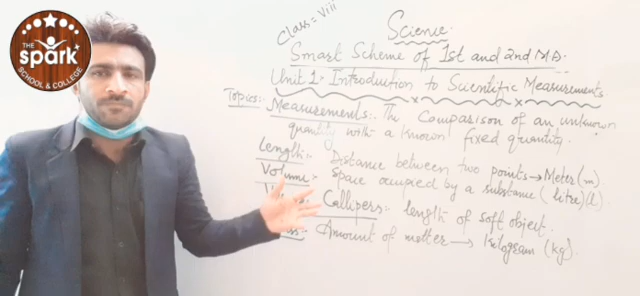 THE
spark
SCHOOL & COLLEGE
Class = Viii
Science.
Smart Scheme of 1st and 2nd M.D.
Unit 1:- Introduction to Scientific Measurements
Topics:- Measurements:- The Comparison of an unknown
quantity with a known fixed quantity.
Length:- Distance between two points → Meter (m)
Volume:- Space occupied by a substance (litre) (l).
Callipers:- length of soft object.
Amount of matter → Kilogram (kg).